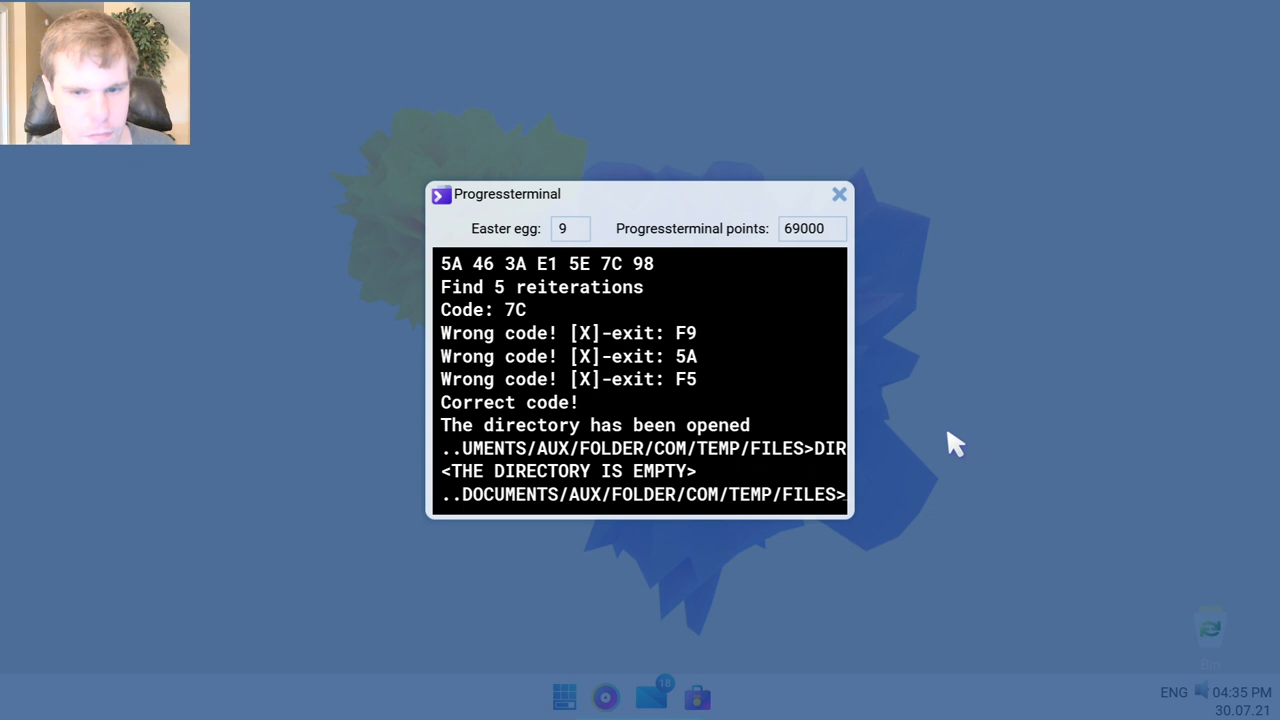 Progressterminal
Easter egg: 9 Progressterminal points: 69000
5A 46 3A E1 5E 7C 98
Find 5 reiterations
Code: 7C
Wrong code! [X]-exit: F9
Wrong code! [X]-exit: 5A
Wrong code! [X]-exit: F5
Correct code!
The directory has been opened
..UMENTS/AUX/FOLDER/COM/TEMP/FILES>DIR
<THE DIRECTORY IS EMPTY>
..DOCUMENTS/AUX/FOLDER/COM/TEMP/FILES>_
Bin
18
ENG 04:35 PM
30.07.21